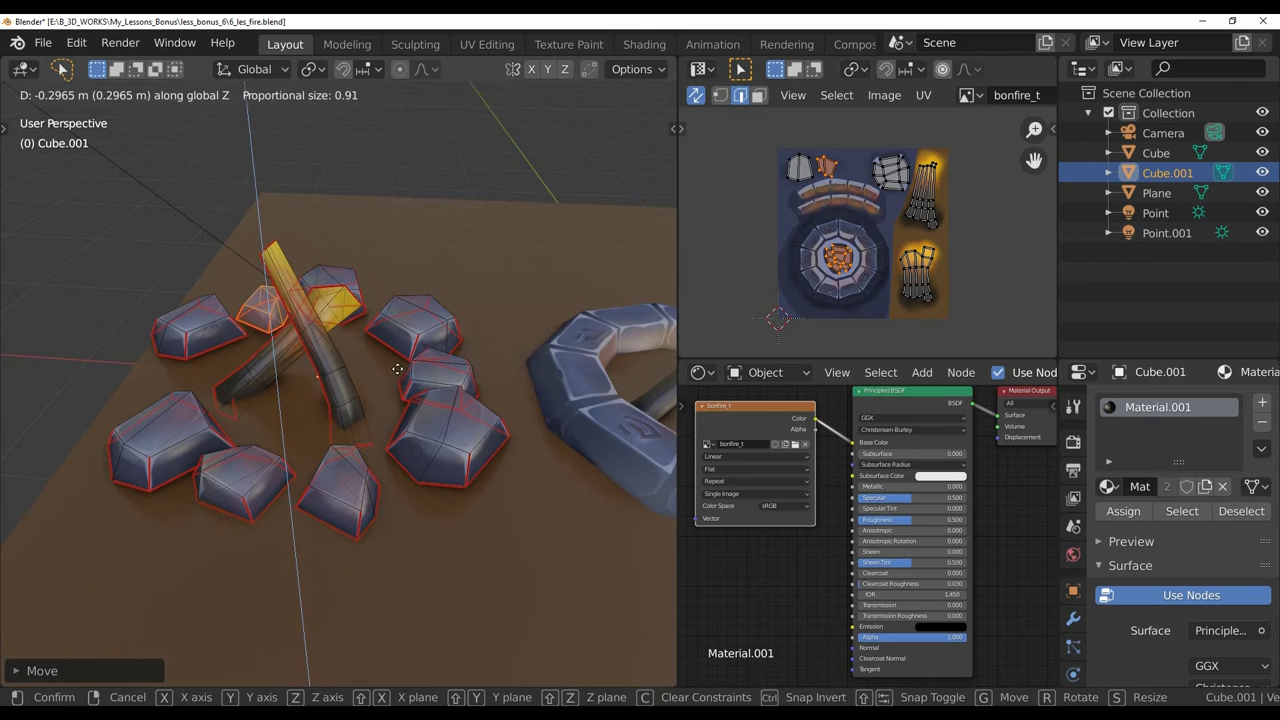 Blender* [E:\B_3D_WORKS\My_Lessons_Bonus\less_bonus_6\6_les_fire.blend]
File Edit Render Window Help Layout Modeling Sculpting UV Editing Texture Paint Shading Animation Rendering Compos Scene View Layer
Global X Y Z Options
D: -0.2965 m (0.2965 m) along global Z Proportional size: 0.91
User Perspective
(0) Cube.001
View Select Image UV bonfire_t
Scene Collection
Collection
Camera
Cube
Cube.001
Plane
Point
Point.001
Object View Select Add Node Use Nod
bonfire_t
Color
Alpha
bonfire_t
Linear
Flat
Repeat
Single Image
Color Space sRGB
Vector
Principled BSDF
BSDF
GGX
Christensen-Burley
Base Color
Subsurface 0.000
Subsurface Radius
Subsurface Color
Metallic 0.000
Specular 0.500
Specular Tint 0.000
Roughness 0.500
Anisotropic 0.000
Anisotropic Rotation 0.000
Sheen 0.000
Sheen Tint 0.500
Clearcoat 0.000
Clearcoat Roughness 0.030
IOR 1.450
Transmission 0.000
Transmission Roughness 0.000
Emission
Alpha 1.000
Normal
Clearcoat Normal
Tangent
Material Output
All
Surface
Volume
Displacement
Material.001
Cube.001 Materia
Material.001
Mat 2
Assign Select Deselect
Preview
Surface
Use Nodes
Surface Principle...
GGX
Move
Confirm Cancel X X axis Y Y axis Z Z axis X X plane Y Y plane Z Z plane C Clear Constraints Ctrl Snap Invert Snap Toggle G Move R Rotate S Resize Cube.001 | Ve